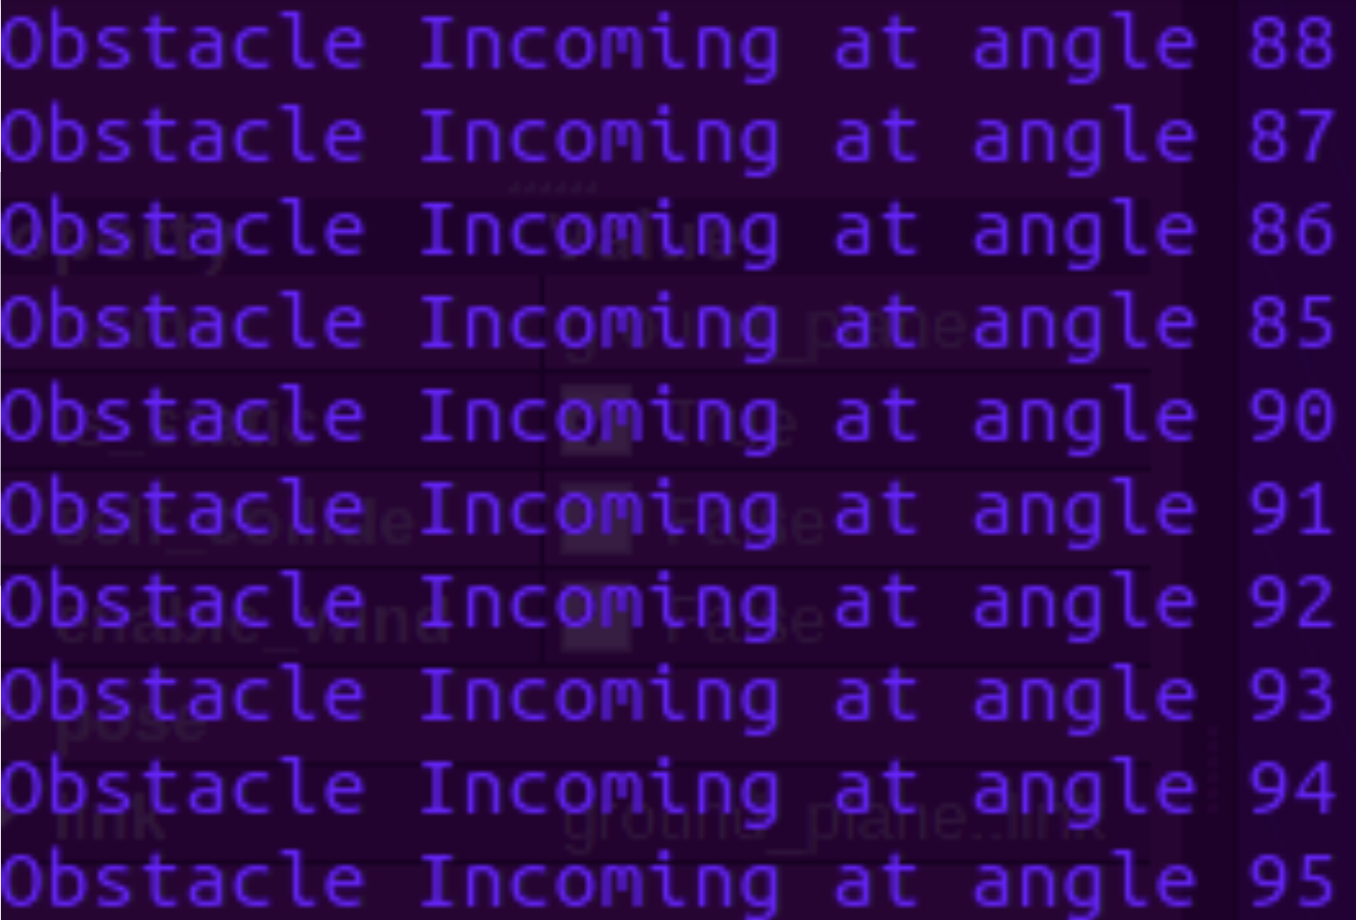 Obstacle Incoming at angle 88
Obstacle Incoming at angle 87
Obstacle Incoming at angle 86
Obstacle Incoming at angle 85
Obstacle Incoming at angle 90
Obstacle Incoming at angle 91
Obstacle Incoming at angle 92
Obstacle Incoming at angle 93
Obstacle Incoming at angle 94
Obstacle Incoming at angle 95